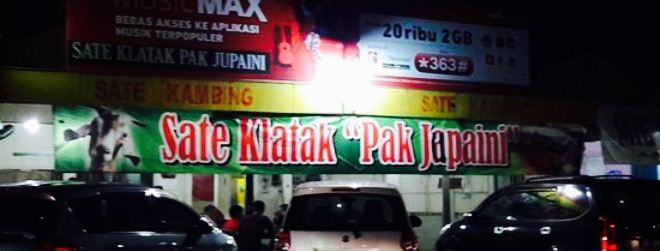 MUSICMAX
BEBAS AKSES KE APLIKASI
MUSIK TERPOPULER
SATE KLATAK PAK JUPAINI
20ribu 2GB
*363#
SATE KAMBING
SATE KAMBING
Sate Klatak "Pak Japaini"